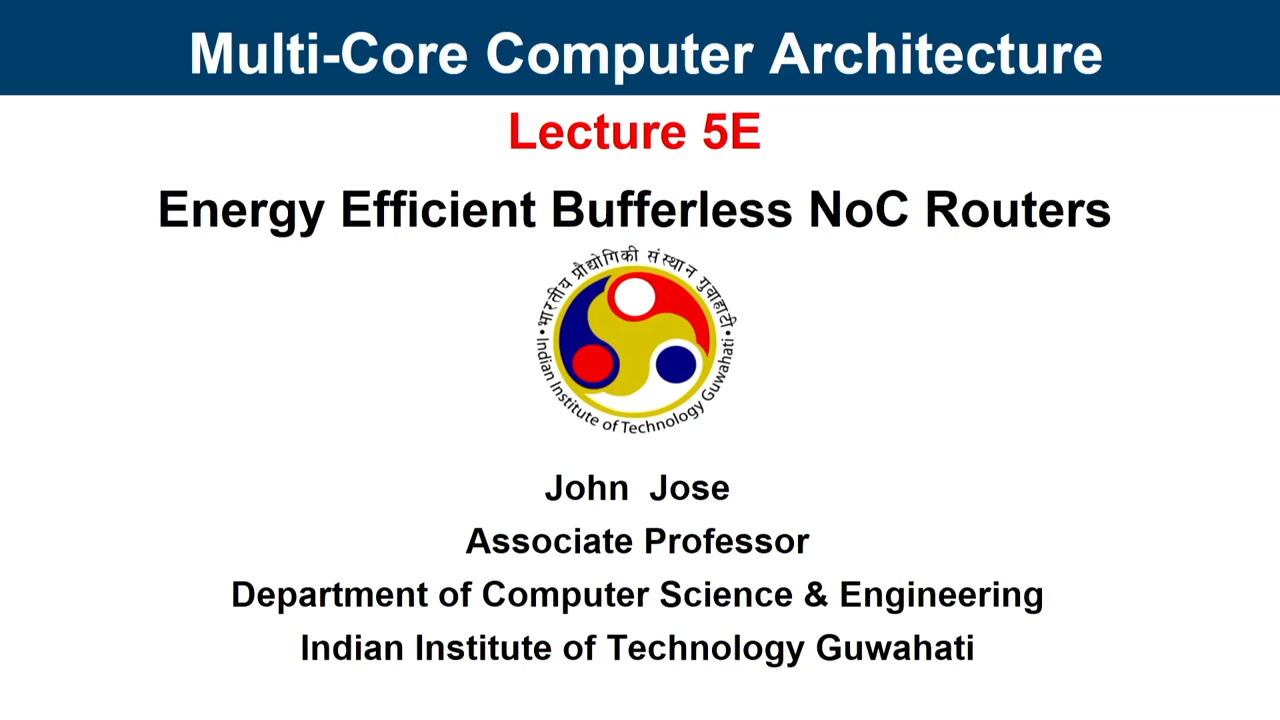 Multi-Core Computer Architecture
Lecture 5E
Energy Efficient Bufferless NoC Routers
भारतीय प्रौद्योगिकी संस्थान गुवाहाटी
Indian Institute of Technology Guwahati
John Jose
Associate Professor
Department of Computer Science & Engineering
Indian Institute of Technology Guwahati